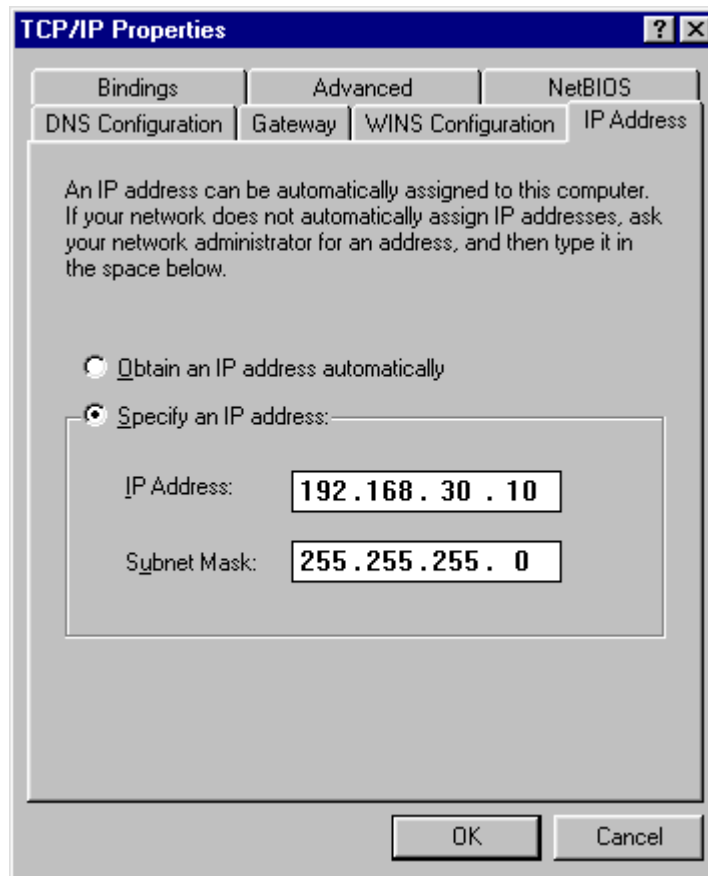 TCP/IP Properties
Bindings Advanced NetBIOS
DNS Configuration Gateway WINS Configuration IP Address
An IP address can be automatically assigned to this computer.
If your network does not automatically assign IP addresses, ask
your network administrator for an address, and then type it in
the space below.
Obtain an IP address automatically
Specify an IP address:
IP Address: 192.168. 30 . 10
Subnet Mask: 255.255.255. 0
OK Cancel